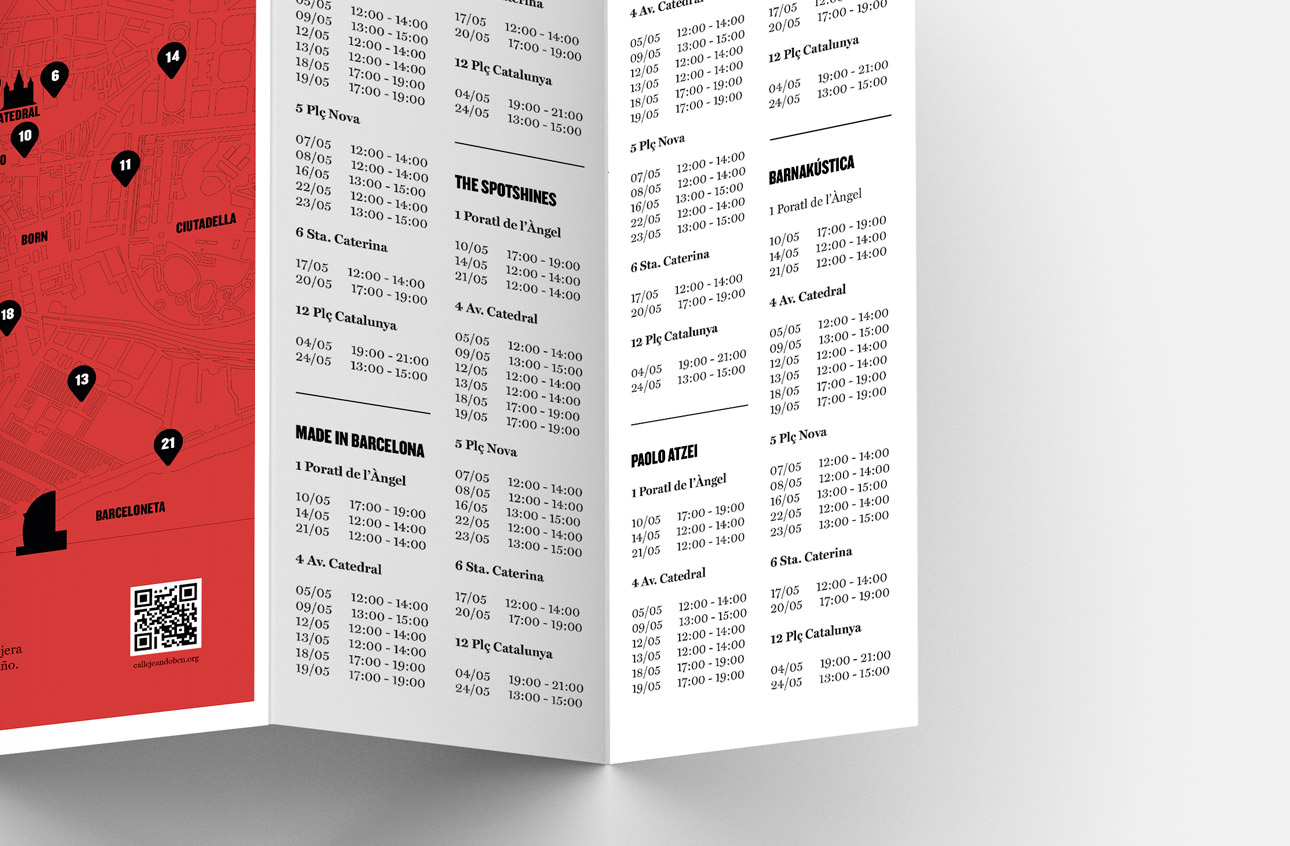 14
6
ATEDRAL
10
11
CIUTADELLA
BORN
18
13
21
BARCELONETA
jera
ño.
callejeandobcn.org
05/05 12:00 - 14:00
09/05 13:00 - 15:00
12/05 12:00 - 14:00
13/05 12:00 - 14:00
18/05 17:00 - 19:00
19/05 17:00 - 19:00
5 Plç Nova
07/05 12:00 - 14:00
08/05 12:00 - 14:00
16/05 13:00 - 15:00
22/05 12:00 - 14:00
23/05 13:00 - 15:00
6 Sta. Caterina
17/05 12:00 - 14:00
20/05 17:00 - 19:00
12 Plç Catalunya
04/05 19:00 - 21:00
24/05 13:00 - 15:00
MADE IN BARCELONA
1 Poratl de l'Àngel
10/05 17:00 - 19:00
14/05 12:00 - 14:00
21/05 12:00 - 14:00
4 Av. Catedral
05/05 12:00 - 14:00
09/05 13:00 - 15:00
12/05 12:00 - 14:00
13/05 12:00 - 14:00
18/05 17:00 - 19:00
19/05 17:00 - 19:00
17/05 12:00 - 14:00
20/05 17:00 - 19:00
12 Plç Catalunya
04/05 19:00 - 21:00
24/05 13:00 - 15:00
THE SPOTSHINES
1 Poratl de l'Àngel
10/05 17:00 - 19:00
14/05 12:00 - 14:00
21/05 12:00 - 14:00
4 Av. Catedral
05/05 12:00 - 14:00
09/05 13:00 - 15:00
12/05 12:00 - 14:00
13/05 12:00 - 14:00
18/05 17:00 - 19:00
19/05 17:00 - 19:00
5 Plç Nova
07/05 12:00 - 14:00
08/05 12:00 - 14:00
16/05 13:00 - 15:00
22/05 12:00 - 14:00
23/05 13:00 - 15:00
6 Sta. Caterina
17/05 12:00 - 14:00
20/05 17:00 - 19:00
12 Plç Catalunya
04/05 19:00 - 21:00
24/05 13:00 - 15:00
4 Av. Catedral
05/05 12:00 - 14:00
09/05 13:00 - 15:00
12/05 12:00 - 14:00
13/05 12:00 - 14:00
18/05 17:00 - 19:00
19/05 17:00 - 19:00
5 Plç Nova
07/05 12:00 - 14:00
08/05 12:00 - 14:00
16/05 13:00 - 15:00
22/05 12:00 - 14:00
23/05 13:00 - 15:00
6 Sta. Caterina
17/05 12:00 - 14:00
20/05 17:00 - 19:00
12 Plç Catalunya
04/05 19:00 - 21:00
24/05 13:00 - 15:00
PAOLO ATZEI
1 Poratl de l'Àngel
10/05 17:00 - 19:00
14/05 12:00 - 14:00
21/05 12:00 - 14:00
4 Av. Catedral
05/05 12:00 - 14:00
09/05 13:00 - 15:00
12/05 12:00 - 14:00
13/05 12:00 - 14:00
18/05 17:00 - 19:00
19/05 17:00 - 19:00
17/05
20/05 17:00 - 19:00
12 Plç Catalunya
04/05 19:00 - 21:00
24/05 13:00 - 15:00
BARNAKÚSTICA
1 Poratl de l'Àngel
10/05 17:00 - 19:00
14/05 12:00 - 14:00
21/05 12:00 - 14:00
4 Av. Catedral
05/05 12:00 - 14:00
09/05 13:00 - 15:00
12/05 12:00 - 14:00
13/05 12:00 - 14:00
18/05 17:00 - 19:00
19/05 17:00 - 19:00
5 Plç Nova
07/05 12:00 - 14:00
08/05 12:00 - 14:00
16/05 13:00 - 15:00
22/05 12:00 - 14:00
23/05 13:00 - 15:00
6 Sta. Caterina
17/05 12:00 - 14:00
20/05 17:00 - 19:00
12 Plç Catalunya
04/05 19:00 - 21:00
24/05 13:00 - 15:00